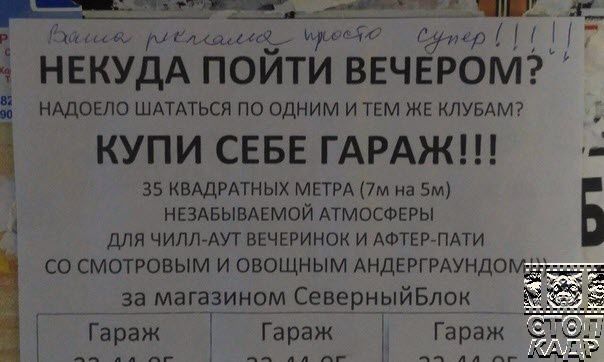 Ваша реклама просто супер!!!!!
НЕКУДА ПОЙТИ ВЕЧЕРОМ?
НАДОЕЛО ШАТАТЬСЯ ПО ОДНИМ И ТЕМ ЖЕ КЛУБАМ?
КУПИ СЕБЕ ГАРАЖ!!!
35 КВАДРАТНЫХ МЕТРА (7м на 5м)
НЕЗАБЫВАЕМОЙ АТМОСФЕРЫ
ДЛЯ ЧИЛЛ-АУТ ВЕЧЕРИНОК И АФТЕР-ПАТИ
СО СМОТРОВЫМ И ОВОЩНЫМ АНДЕРГРАУНДОМ!)))
за магазином СеверныйБлок
Гараж Гараж Гараж
СТОП
КАДР